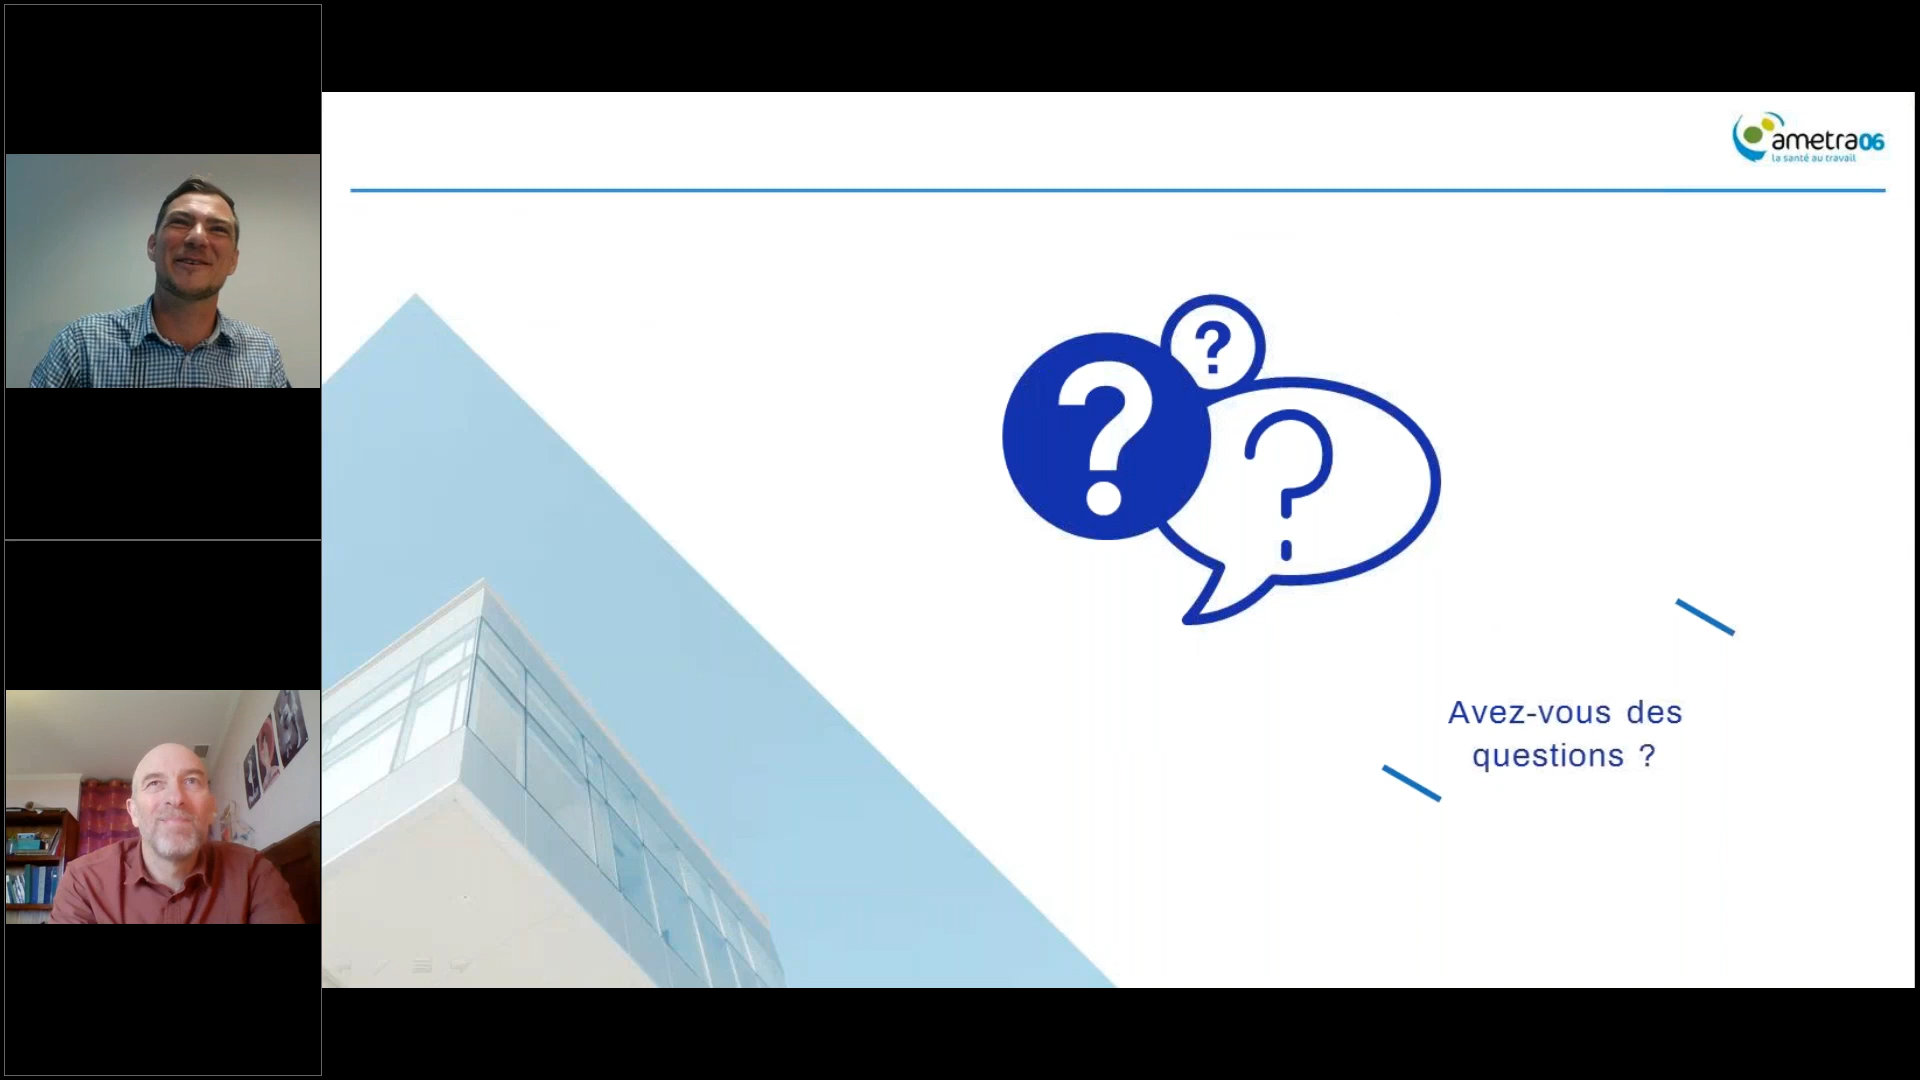 ametra06
la santé au travail
?
?
?
Avez-vous des
questions ?